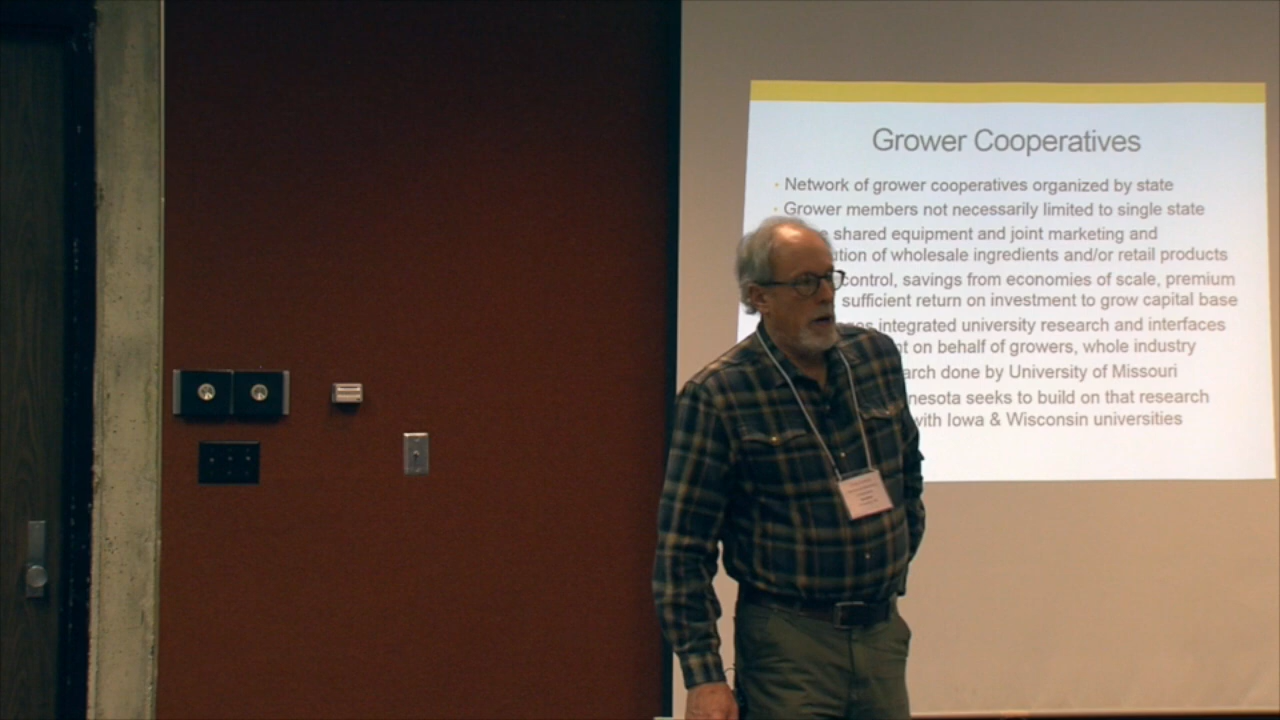 Grower Cooperatives
Network of grower cooperatives organized by state
Grower members not necessarily limited to single state
shared equipment and joint marketing and
of wholesale ingredients and/or retail products
control, savings from economies of scale, premium
sufficient return on investment to grow capital base
integrated university research and interfaces
on behalf of growers, whole industry
done by University of Missouri
seeks to build on that research
with Iowa & Wisconsin universities